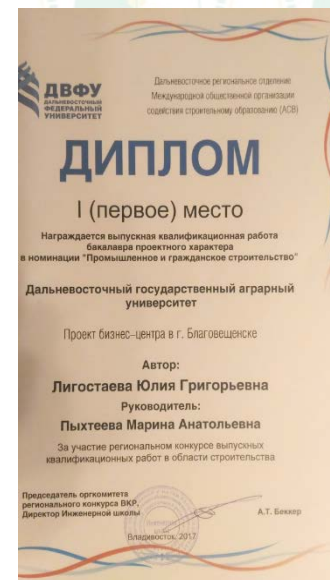 ДВФУ
ДАЛЬНЕВОСТОЧНЫЙ
ФЕДЕРАЛЬНЫЙ
УНИВЕРСИТЕТ
Дальневосточное региональное отделение
Международной общественной организации
содействия строительному образованию (АСВ)
ДИПЛОМ
I (первое) место
Награждается выпускная квалификационная работа
бакалавра проектного характера
в номинации "Промышленное и гражданское строительство"
Дальневосточный государственный аграрный
университет
Проект бизнес-центра в г. Благовещенске
Автор:
Лигостаева Юлия Григорьевна
Руководитель:
Пыхтеева Марина Анатольевна
За участие региональном конкурсе выпускных
квалификационных работ в области строительства
Председатель оргкомитета
регионального конкурса ВКР,
Директор Инженерной школы
А.Т. Беккер
Владивосток, 2017